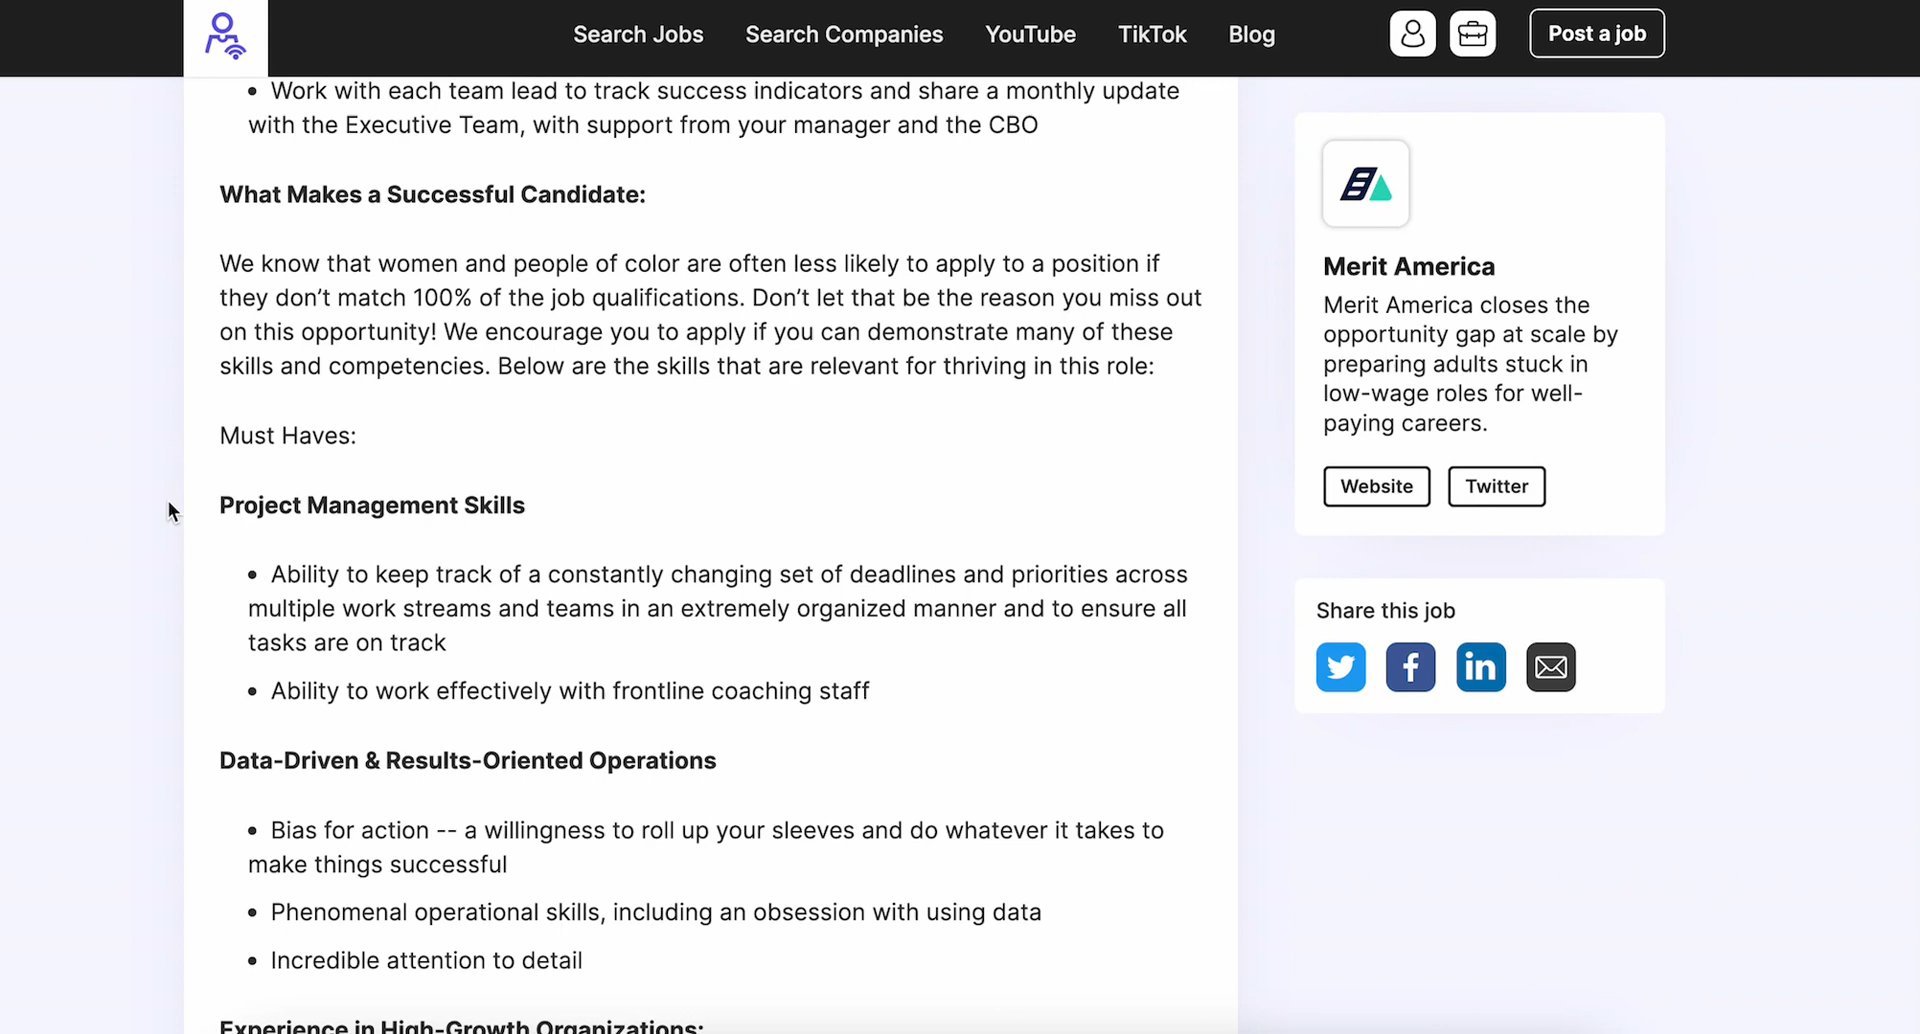 Search Jobs
Search Companies
YouTube
TikTok
Blog
Post a job
• Work with each team lead to track success indicators and share a monthly update
with the Executive Team, with support from your manager and the CBO
What Makes a Successful Candidate:
We know that women and people of color are often less likely to apply to a position if
they don’t match 100% of the job qualifications. Don’t let that be the reason you miss out
on this opportunity! We encourage you to apply if you can demonstrate many of these
skills and competencies. Below are the skills that are relevant for thriving in this role:
Must Haves:
Project Management Skills
• Ability to keep track of a constantly changing set of deadlines and priorities across
multiple work streams and teams in an extremely organized manner and to ensure all
tasks are on track
• Ability to work effectively with frontline coaching staff
Data-Driven & Results-Oriented Operations
• Bias for action -- a willingness to roll up your sleeves and do whatever it takes to
make things successful
• Phenomenal operational skills, including an obsession with using data
• Incredible attention to detail
Experience in High-Growth Organizations:
Merit America
Merit America closes the
opportunity gap at scale by
preparing adults stuck in
low-wage roles for well-
paying careers.
Website
Twitter
Share this job